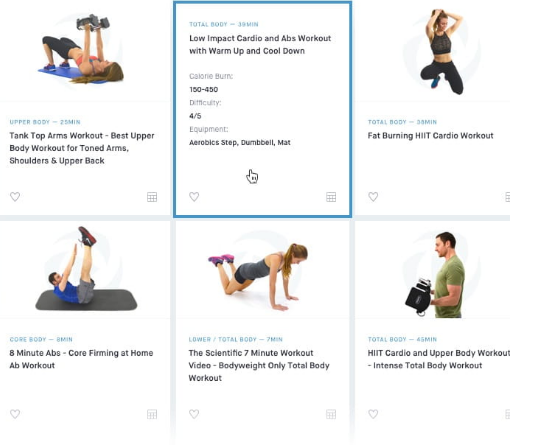 UPPER BODY — 25MIN
Tank Top Arms Workout - Best Upper
Body Workout for Toned Arms,
Shoulders & Upper Back
TOTAL BODY — 39MIN
Low Impact Cardio and Abs Workout
with Warm Up and Cool Down
Calorie Burn:
150-450
Difficulty:
4/5
Equipment:
Aerobics Step, Dumbbell, Mat
TOTAL BODY — 38MIN
Fat Burning HIIT Cardio Workout
CORE BODY — 8MIN
8 Minute Abs - Core Firming at Home
Ab Workout
LOWER / TOTAL BODY — 7MIN
The Scientific 7 Minute Workout
Video - Bodyweight Only Total Body
Workout
TOTAL BODY — 45MIN
HIIT Cardio and Upper Body Workout
- Intense Total Body Workout